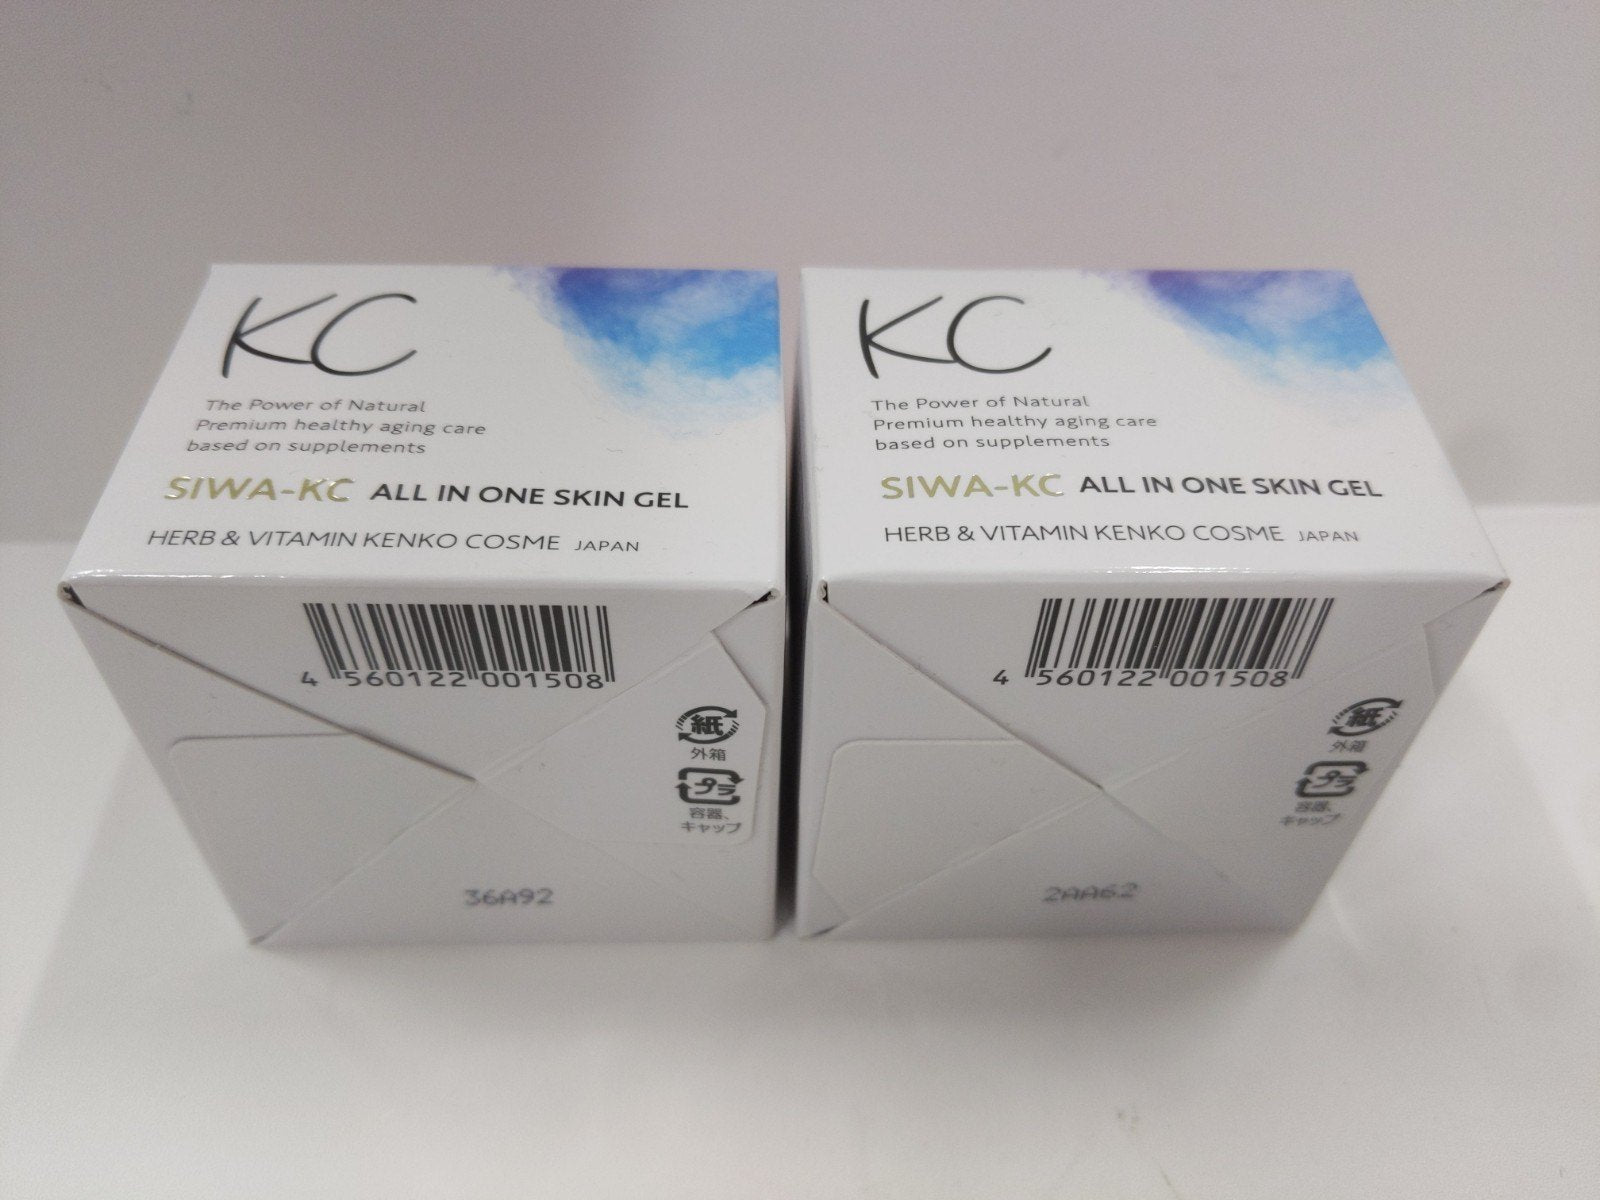 KC
The Power of Natural
Premium healthy aging care
based on supplements
SIWA-KC ALL IN ONE SKIN GEL
HERB & VITAMIN KENKO COSME JAPAN
4 560122 001508
紙
外箱
プラ
容器、
キャップ
36A92
KC
The Power of Natural
Premium healthy aging care
based on supplements
SIWA-KC ALL IN ONE SKIN GEL
HERB & VITAMIN KENKO COSME JAPAN
4 560122 001508
紙
外箱
プラ
容器、
キャップ
2AA62